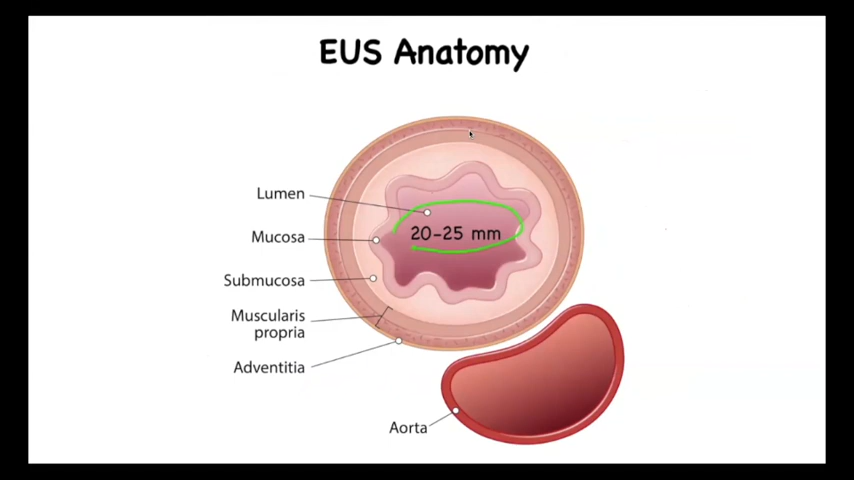 EUS Anatomy
Lumen
20-25 mm
Mucosa
Submucosa
Muscularis
propria
Adventitia
Aorta